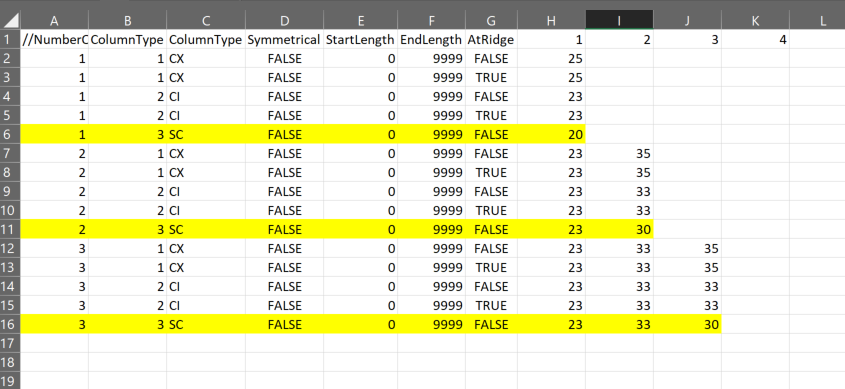 A B C D E F G H I J K L
1 //NumberC ColumnType ColumnType Symmetrical StartLength EndLength AtRidge 1 2 3 4
2 1 1 CX FALSE 0 9999 FALSE 25
3 1 1 CX FALSE 0 9999 TRUE 25
4 1 2 CI FALSE 0 9999 FALSE 23
5 1 2 CI FALSE 0 9999 TRUE 23
6 1 3 SC FALSE 0 9999 FALSE 20
7 2 1 CX FALSE 0 9999 FALSE 23 35
8 2 1 CX FALSE 0 9999 TRUE 23 35
9 2 2 CI FALSE 0 9999 FALSE 23 33
10 2 2 CI FALSE 0 9999 TRUE 23 33
11 2 3 SC FALSE 0 9999 FALSE 23 30
12 3 1 CX FALSE 0 9999 FALSE 23 33 35
13 3 1 CX FALSE 0 9999 TRUE 23 33 35
14 3 2 CI FALSE 0 9999 FALSE 23 33 33
15 3 2 CI FALSE 0 9999 TRUE 23 33 33
16 3 3 SC FALSE 0 9999 FALSE 23 33 30
17
18
19